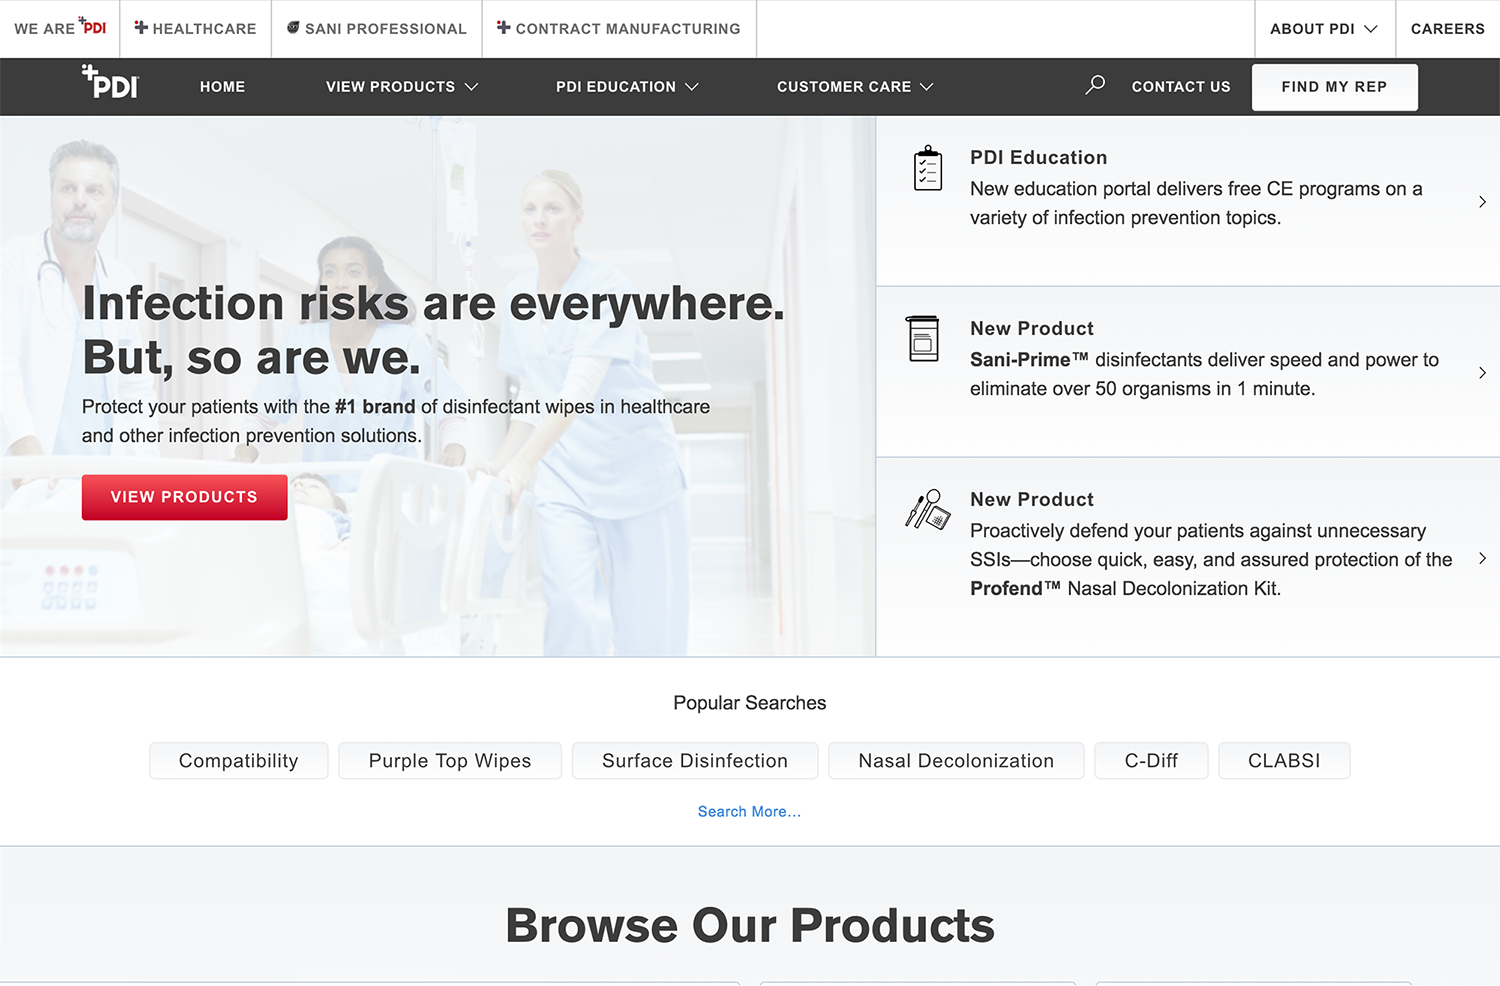 WE ARE PDI
HEALTHCARE
SANI PROFESSIONAL
CONTRACT MANUFACTURING
ABOUT PDI
CAREERS
PDI
HOME
VIEW PRODUCTS
PDI EDUCATION
CUSTOMER CARE
CONTACT US
FIND MY REP
Infection risks are everywhere.
But, so are we.
Protect your patients with the #1 brand of disinfectant wipes in healthcare
and other infection prevention solutions.
VIEW PRODUCTS
PDI Education
New education portal delivers free CE programs on a
variety of infection prevention topics.
New Product
Sani-Prime™ disinfectants deliver speed and power to
eliminate over 50 organisms in 1 minute.
New Product
Proactively defend your patients against unnecessary
SSIs—choose quick, easy, and assured protection of the
Profend™ Nasal Decolonization Kit.
Popular Searches
Compatibility
Purple Top Wipes
Surface Disinfection
Nasal Decolonization
C-Diff
CLABSI
Search More...
Browse Our Products